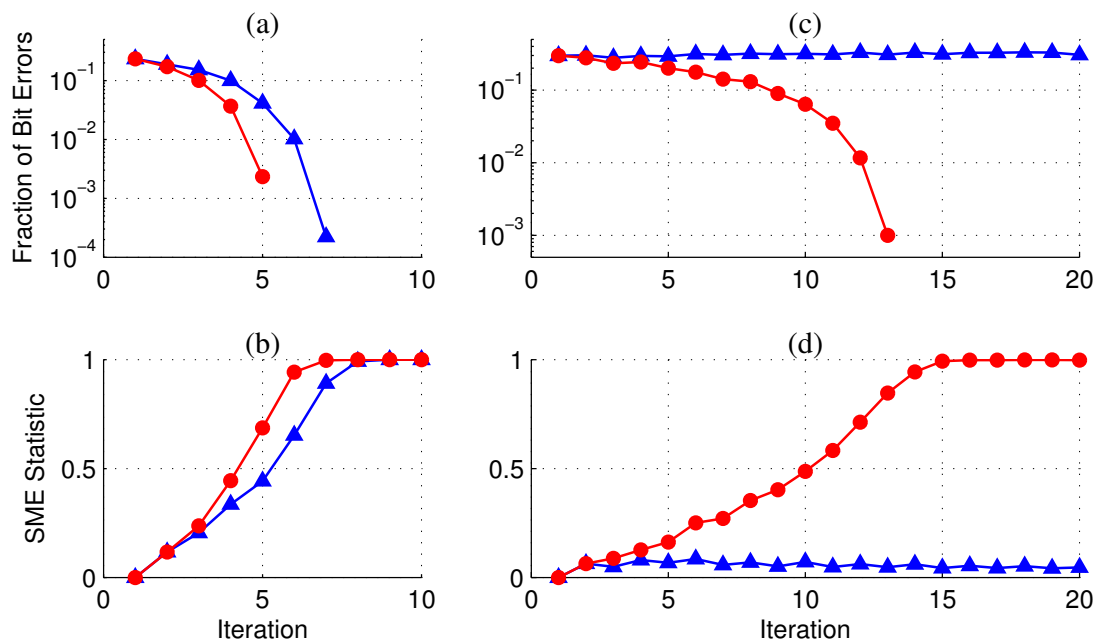 (a)
Fraction of Bit Errors
10⁻¹
10⁻²
10⁻³
10⁻⁴
0 5 10
(c)
10⁻¹
10⁻²
10⁻³
0 5 10 15 20
(b)
SME Statistic
1
0.5
0
0 5 10
Iteration
(d)
1
0.5
0
0 5 10 15 20
Iteration